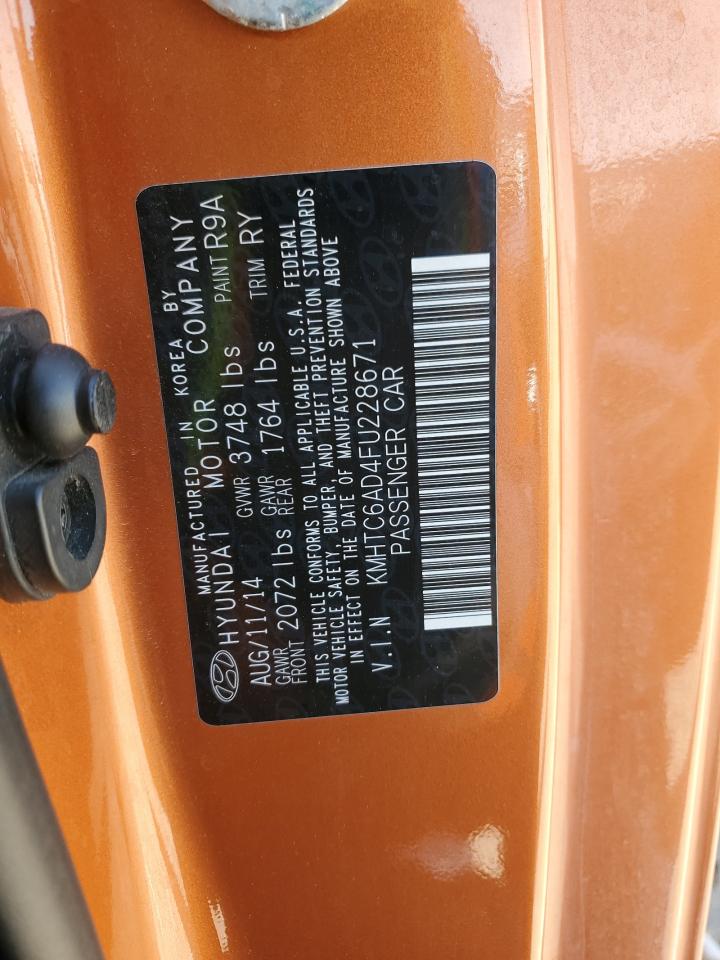 MANUFACTURED IN KOREA BY
HYUNDAI MOTOR COMPANY
AUG/11/14 GVWR 3748 lbs PAINT R9A
GAWR FRONT 2072 lbs GAWR REAR 1764 lbs TRIM RY
THIS VEHICLE CONFORMS TO ALL APPLICABLE U.S.A. FEDERAL
MOTOR VEHICLE SAFETY, BUMPER, AND THEFT PREVENTION STANDARDS
IN EFFECT ON THE DATE OF MANUFACTURE SHOWN ABOVE
V.I.N KMHTC6AD4FU228671
PASSENGER CAR